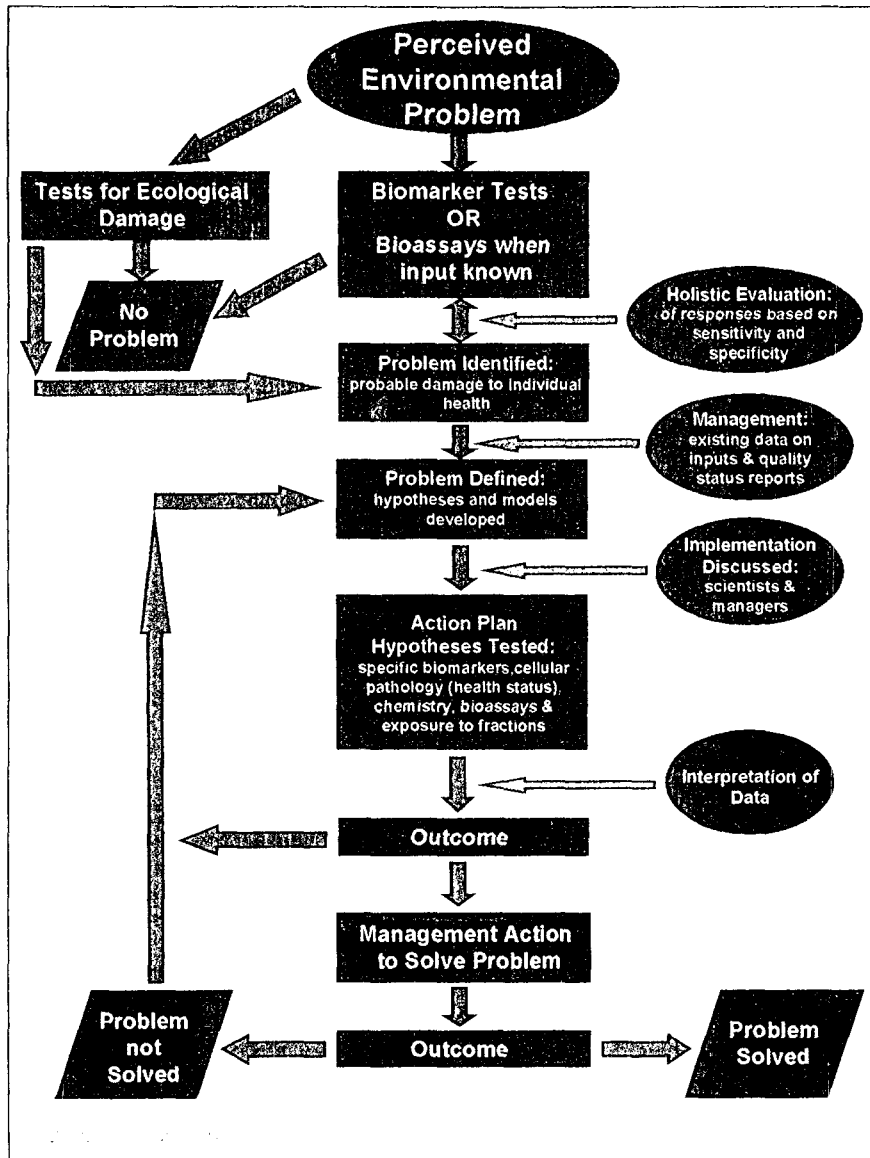 Perceived
Environmental
Problem
Tests for Ecological
Damage
Biomarker Tests
OR
Bioassays when
input known
No
Problem
Holistic Evaluation:
of responses based on
sensitivity and
specificity
Problem Identified:
probable damage to individual
health
Management:
existing data on
inputs & quality
status reports
Problem Defined:
hypotheses and models
developed
Implementation
Discussed:
scientists &
managers
Action Plan
Hypotheses Tested:
specific biomarkers,cellular
pathology (health status),
chemistry, bioassays &
exposure to fractions
Interpretation of
Data
Outcome
Management Action
to Solve Problem
Problem
not
Solved
Outcome
Problem
Solved